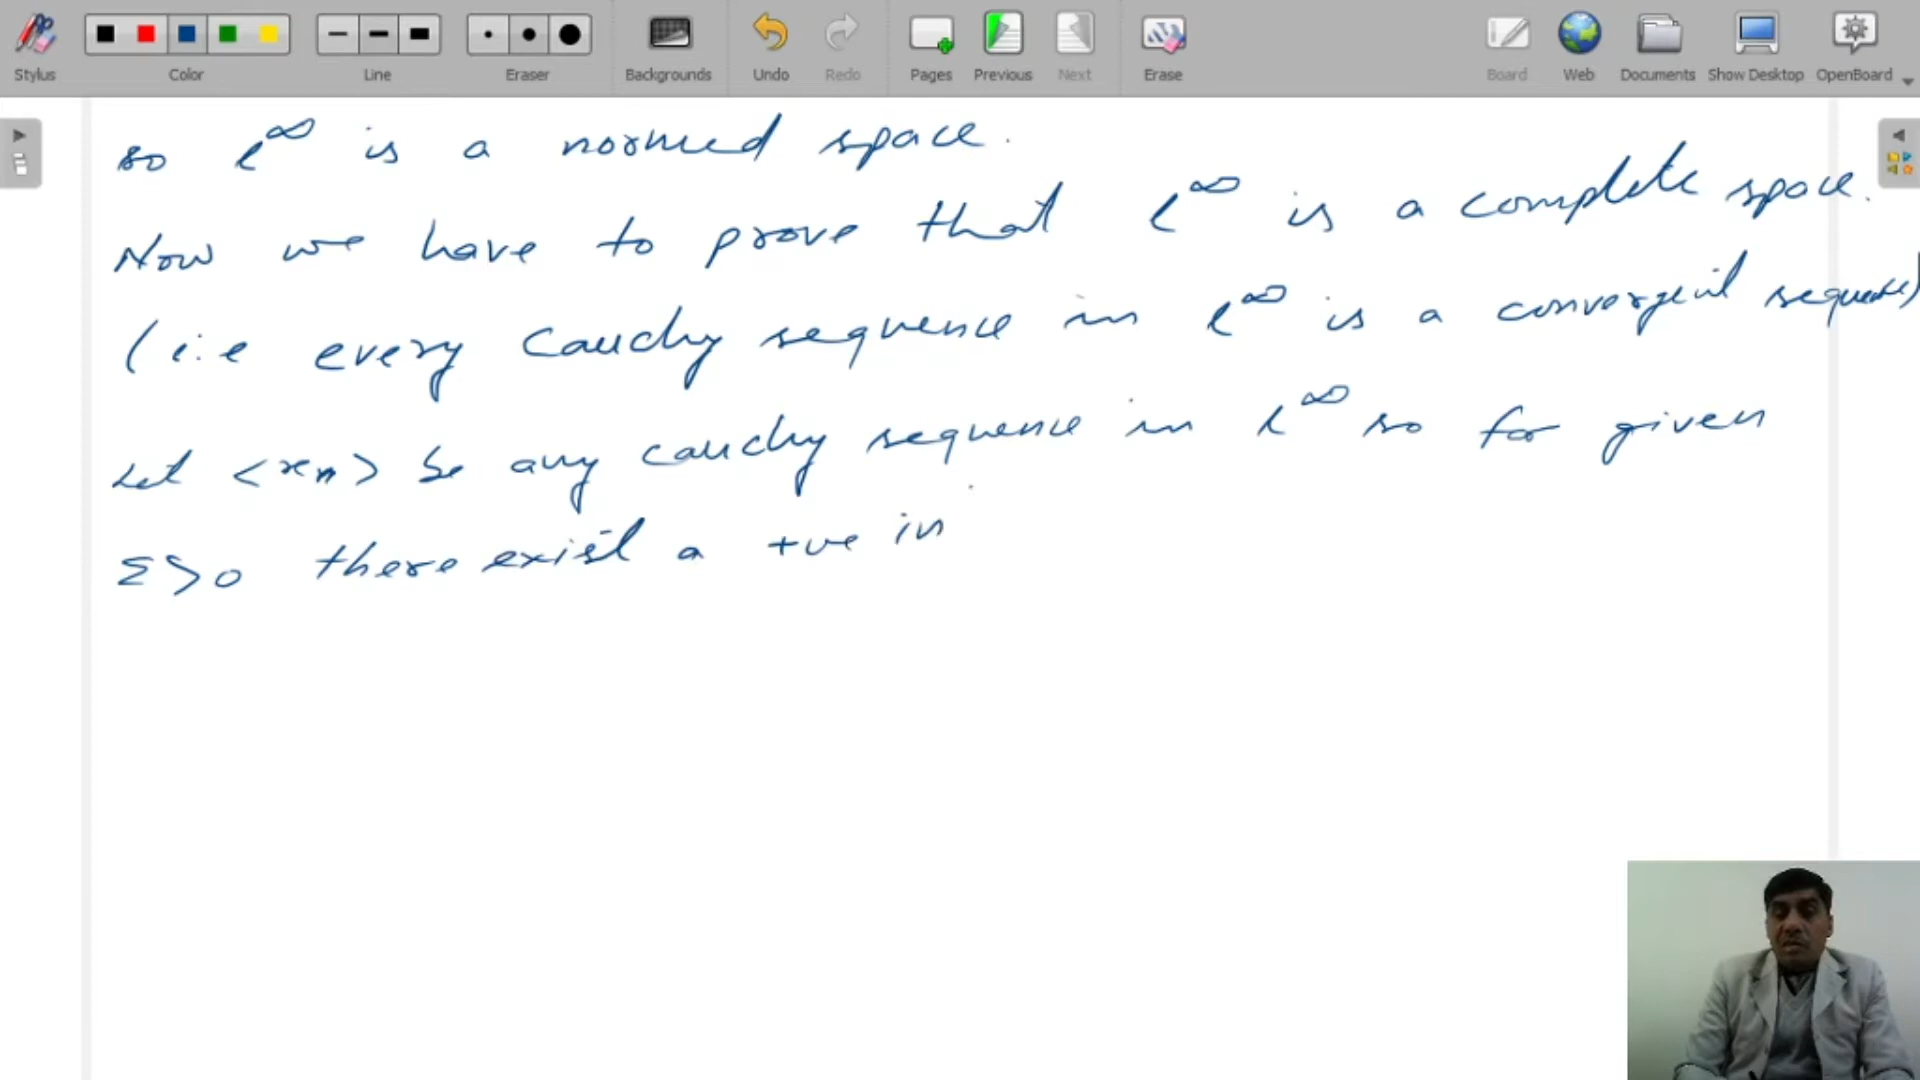 Stylus Color Line Eraser Backgrounds Undo Redo Pages Previous Next Erase Board Web Documents Show Desktop OpenBoard
so l^∞ is a normed space.
Now we have to prove that l^∞ is a complete space.
(i.e every Cauchy sequence in l^∞ is a convergent sequence)
Let <xn> be any cauchy sequence in l^∞ so for given
Σ>0 there exist a +ve in